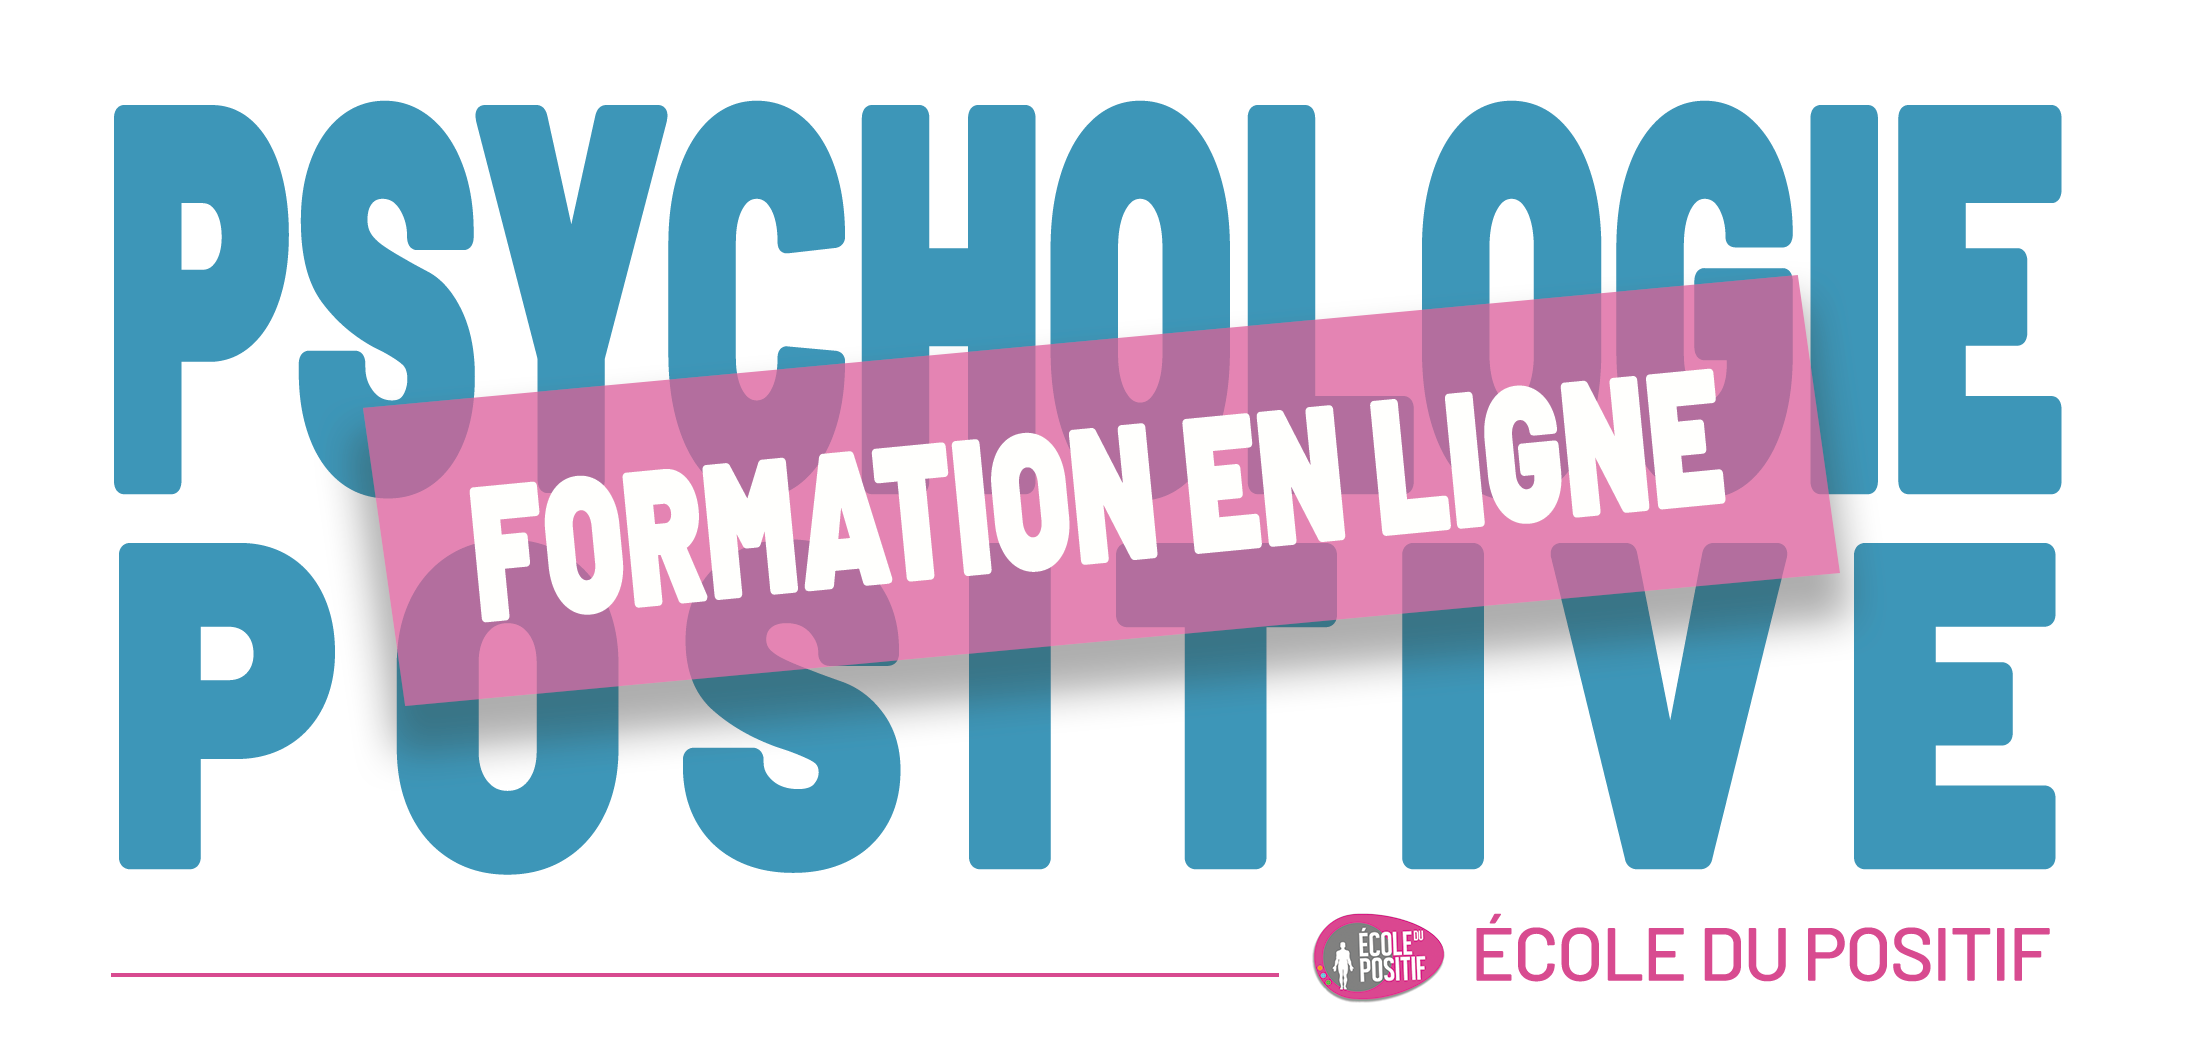 PSYCHOLOGIE
FORMATION EN LIGNE
POSITIVE
ÉCOLE DU
POSITIF
ÉCOLE DU POSITIF